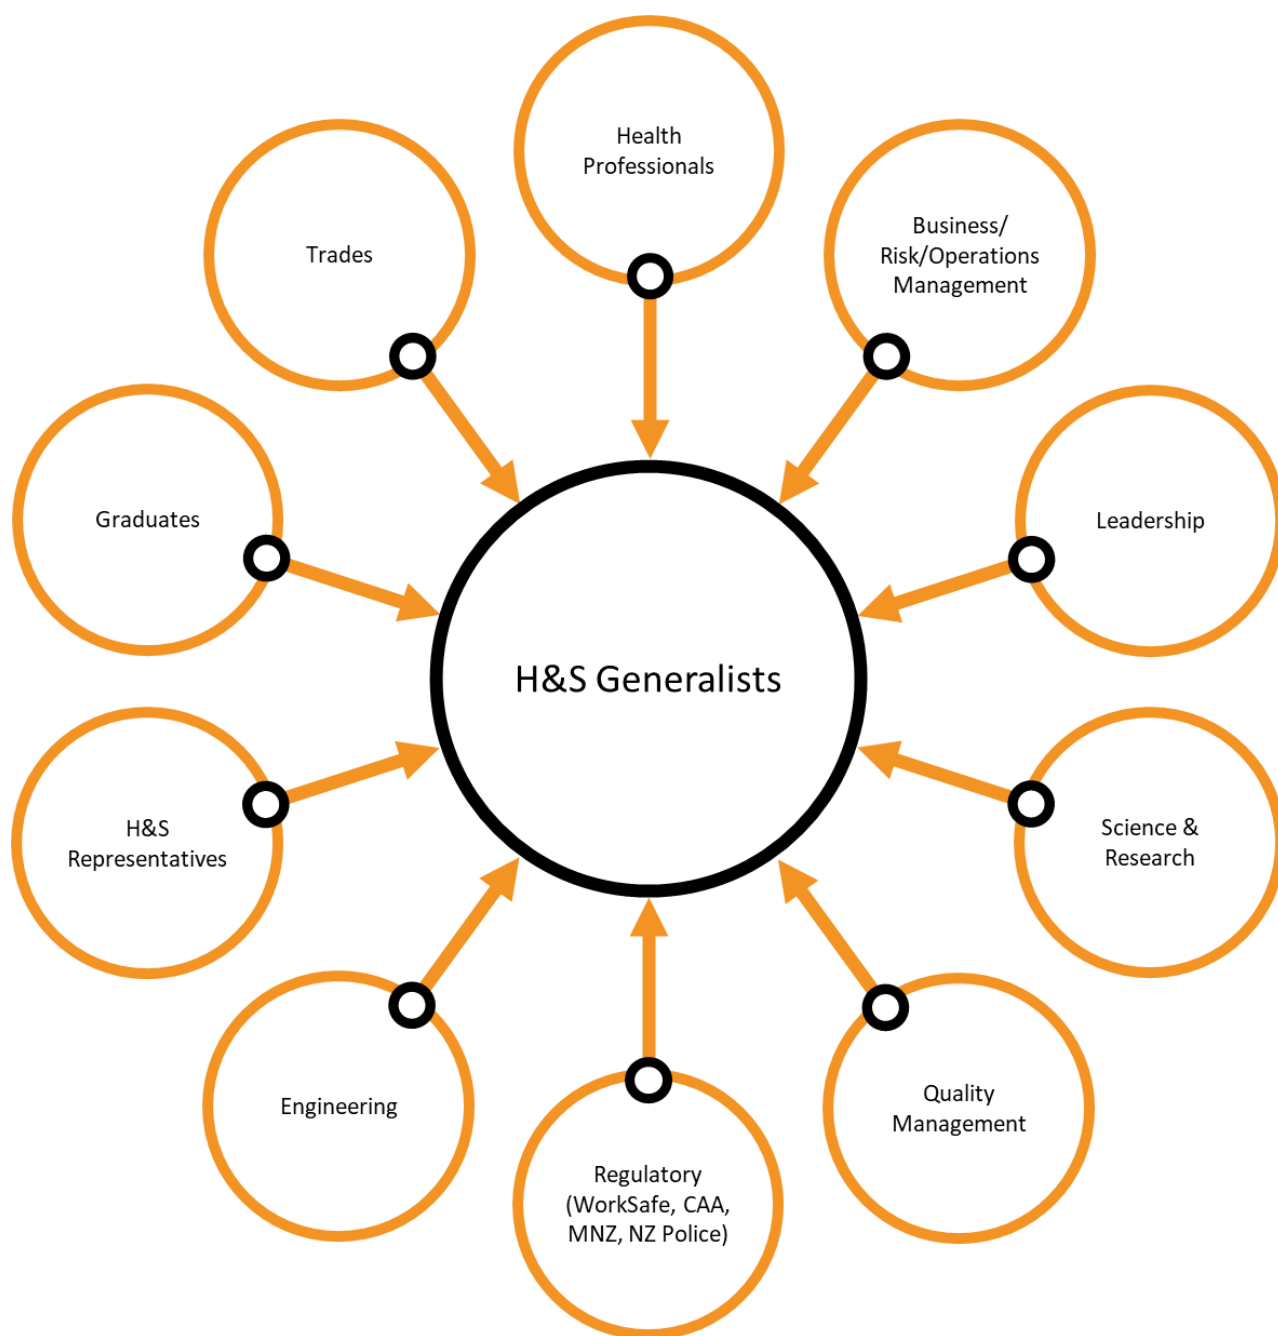 Health
Professionals
Trades
Business/
Risk/Operations
Management
Graduates
Leadership
H&S Generalists
H&S
Representatives
Science &
Research
Engineering
Quality
Management
Regulatory
(WorkSafe, CAA,
MNZ, NZ Police)